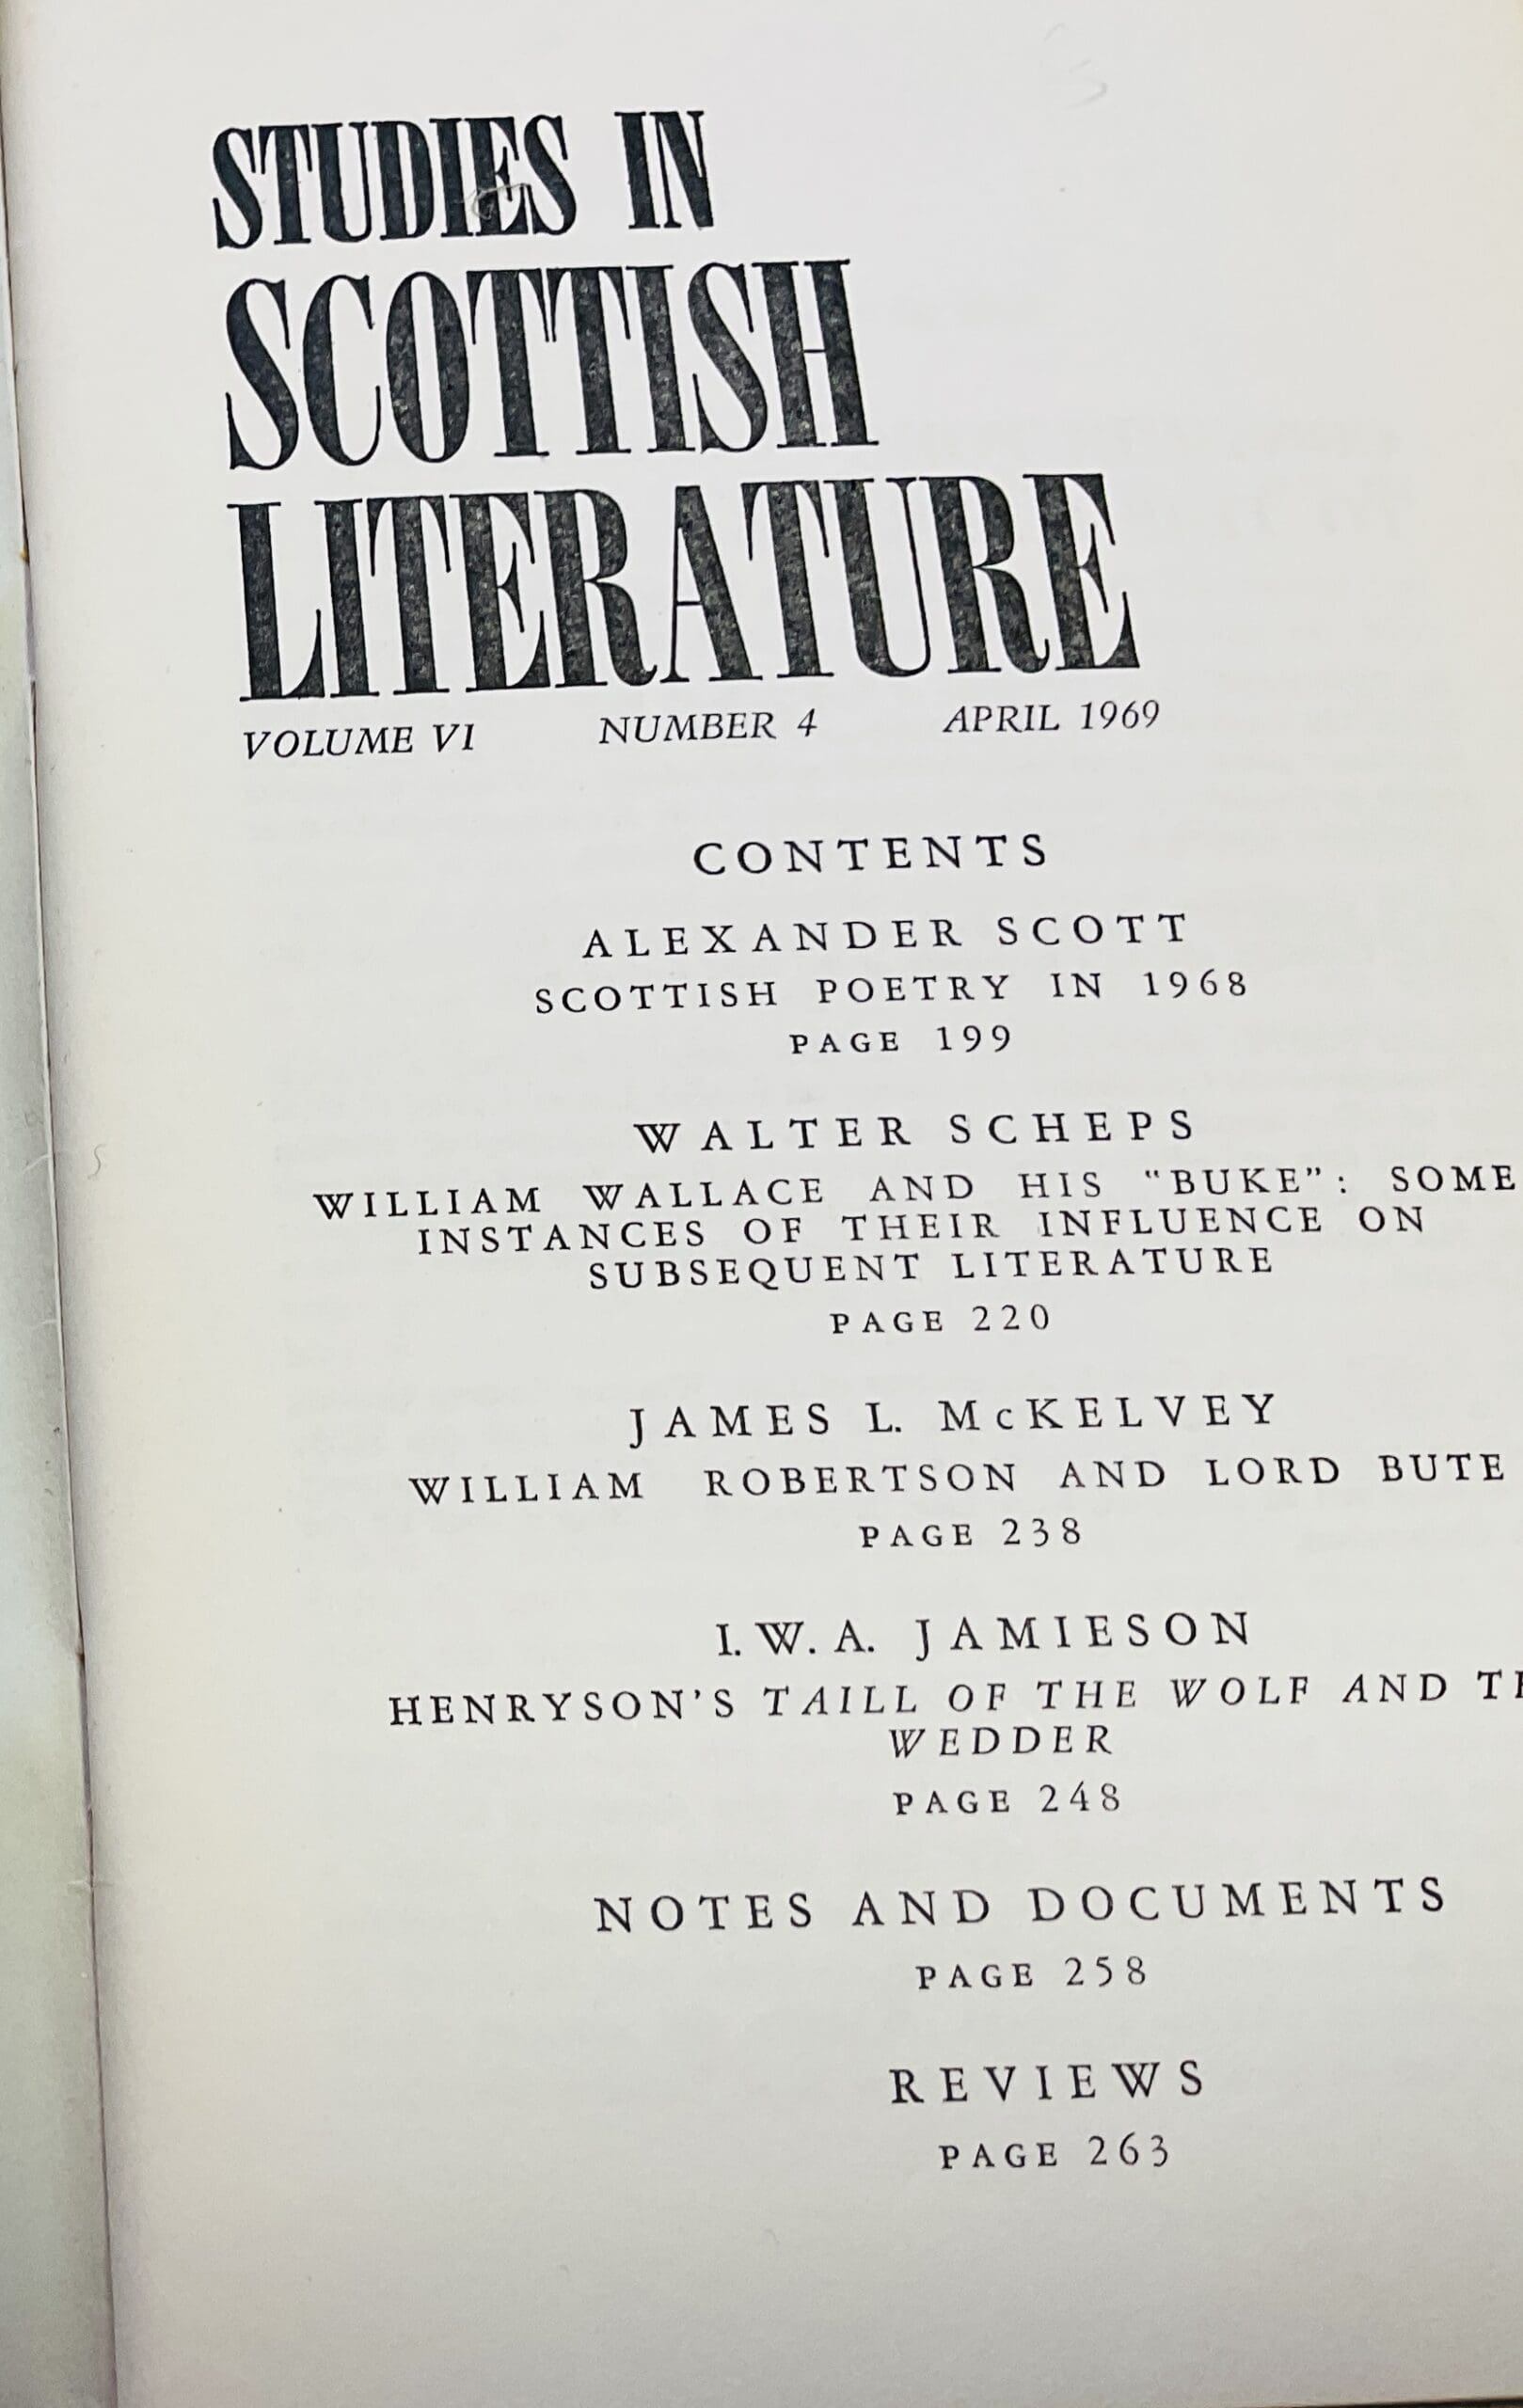 STUDIES IN
SCOTTISH
LITERATURE
VOLUME VI NUMBER 4 APRIL 1969
CONTENTS
ALEXANDER SCOTT
SCOTTISH POETRY IN 1968
PAGE 199
WALTER SCHEPS
WILLIAM WALLACE AND HIS "BUKE": SOME
INSTANCES OF THEIR INFLUENCE ON
SUBSEQUENT LITERATURE
PAGE 220
JAMES L. McKELVEY
WILLIAM ROBERTSON AND LORD BUTE
PAGE 238
I. W. A. JAMIESON
HENRYSON'S TAILL OF THE WOLF AND
WEDDER
PAGE 248
NOTES AND DOCUMENTS
PAGE 258
REVIEWS
PAGE 263